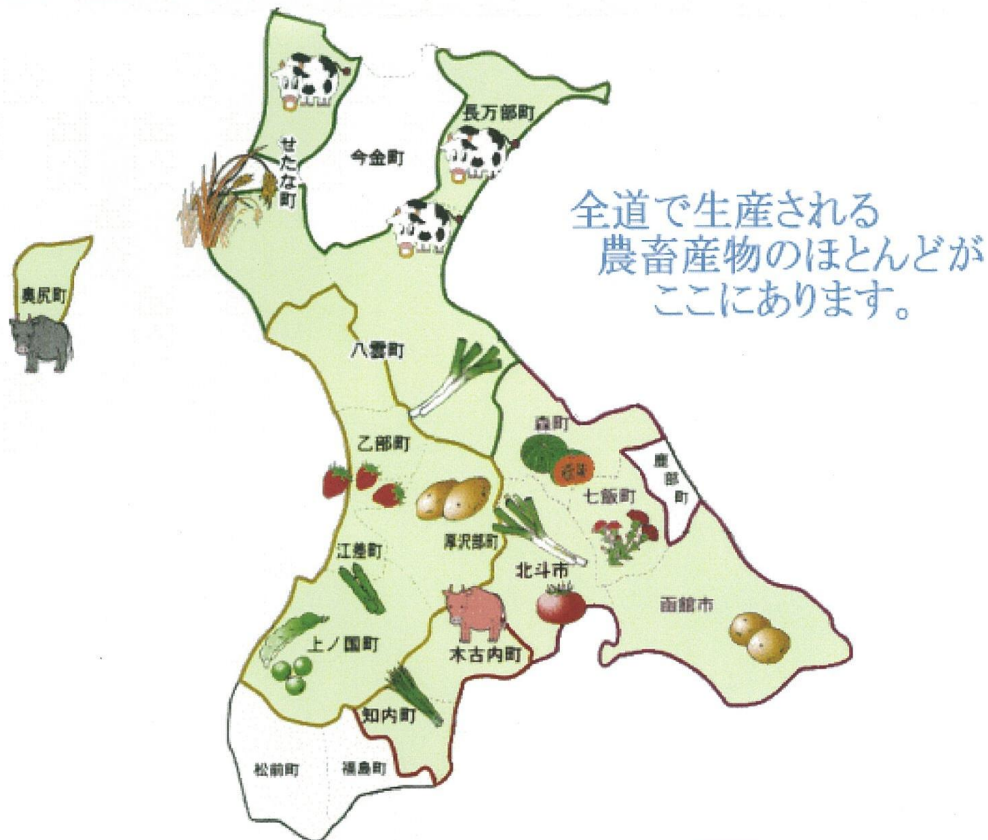 長万部町
せたな町
今金町
全道で生産される
農畜産物のほとんどが
ここにあります。
奥尻町
八雲町
森町
乙部町
鹿部町
七飯町
厚沢部町
江差町
北斗市
函館市
上ノ国町
木古内町
知内町
松前町
福島町